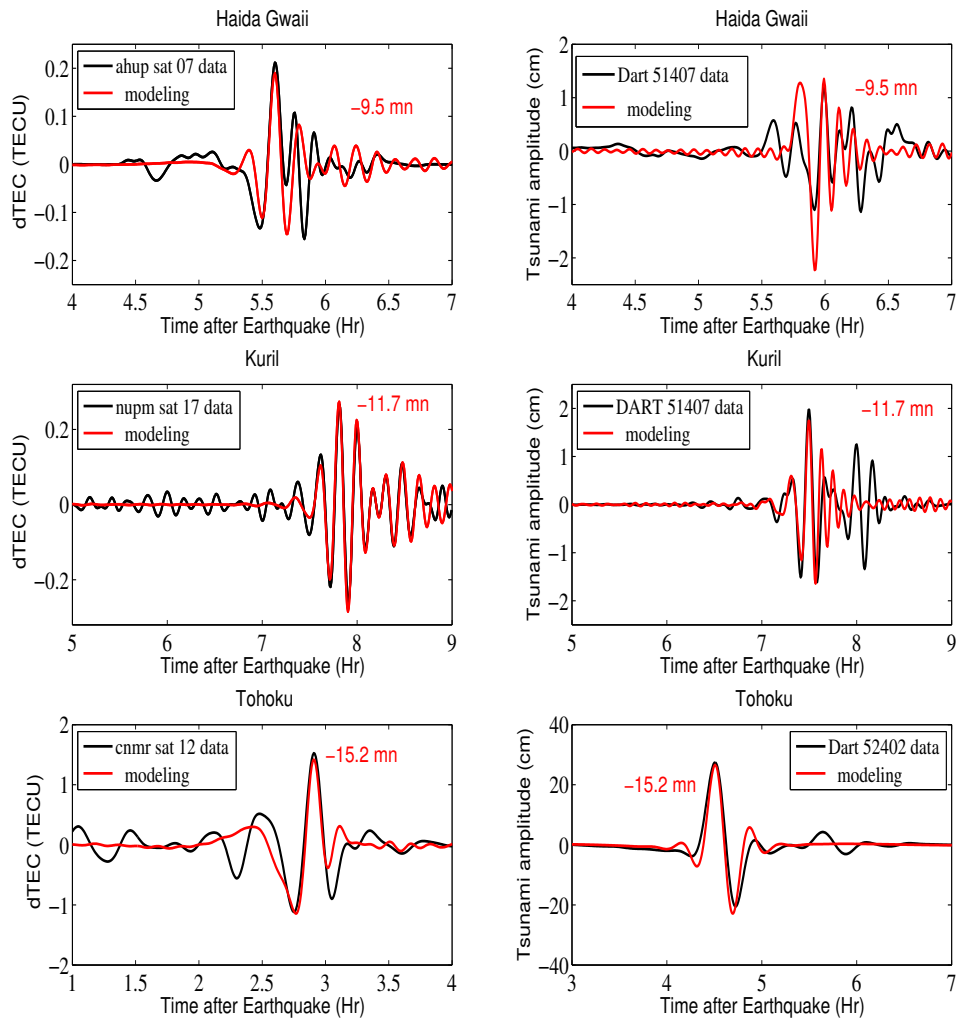 Haida Gwaii
dTEC (TECU)
0.2
0.1
0
−0.1
−0.2
ahup sat 07 data
modeling
−9.5 mn
4 4.5 5 5.5 6 6.5 7
Time after Earthquake (Hr)
Haida Gwaii
Tsunami amplitude (cm)
2
1
0
−1
−2
Dart 51407 data
modeling
−9.5 mn
4 4.5 5 5.5 6 6.5 7
Time after Earthquake (Hr)
Kuril
dTEC (TECU)
0.2
0
−0.2
nupm sat 17 data
modeling
−11.7 mn
5 6 7 8 9
Time after Earthquake (Hr)
Kuril
Tsunami amplitude (cm)
2
1
0
−1
−2
DART 51407 data
modeling
−11.7 mn
5 6 7 8 9
Time after Earthquake (Hr)
Tohoku
dTEC (TECU)
2
1
0
−1
−2
cnmr sat 12 data
modeling
−15.2 mn
1 1.5 2 2.5 3 3.5 4
Time after Earthquake (Hr)
Tohoku
Tsunami amplitude (cm)
40
20
0
−20
−40
Dart 52402 data
modeling
−15.2 mn
3 4 5 6 7
Time after Earthquake (Hr)